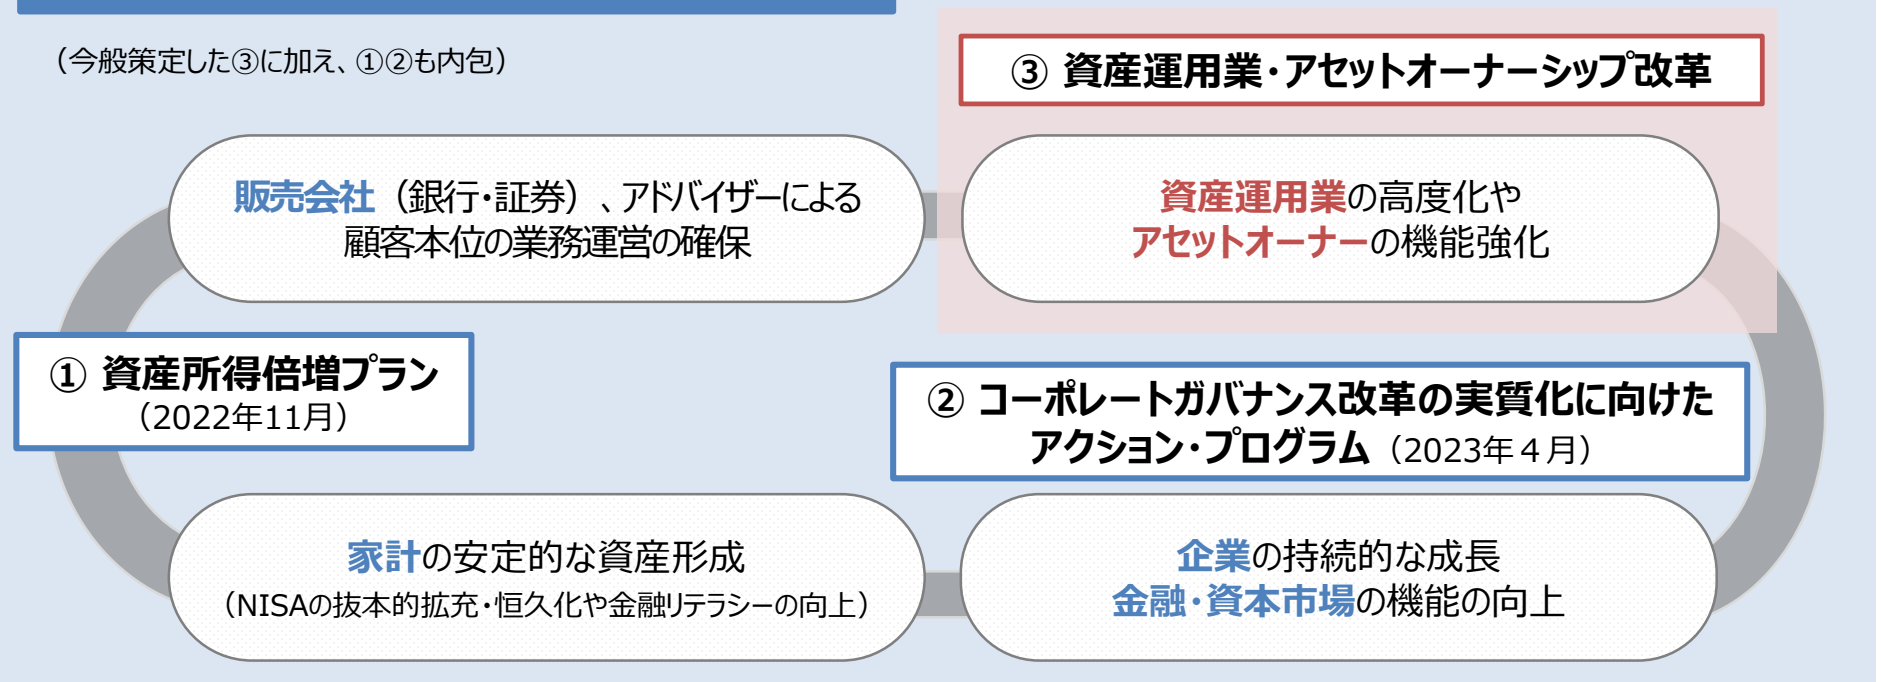 （今般策定した③に加え、①②も内包）
③ 資産運用業・アセットオーナーシップ改革
販売会社（銀行・証券）、アドバイザーによる
顧客本位の業務運営の確保
資産運用業の高度化や
アセットオーナーの機能強化
① 資産所得倍増プラン
（2022年11月）
② コーポレートガバナンス改革の実質化に向けた
アクション・プログラム（2023年４月）
家計の安定的な資産形成
（NISAの抜本的拡充・恒久化や金融リテラシーの向上）
企業の持続的な成長
金融・資本市場の機能の向上